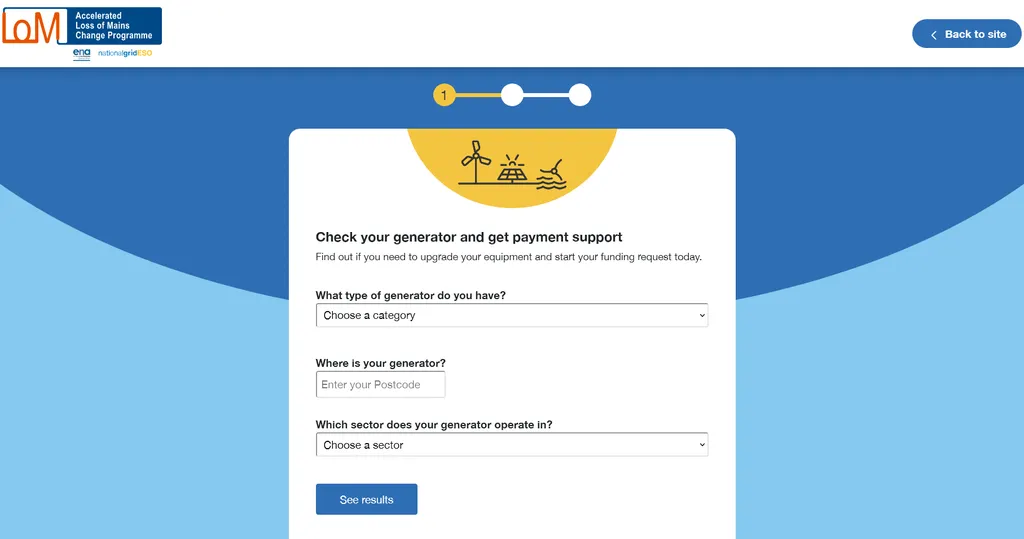 LoM
Accelerated
Loss of Mains
Change Programme
ena
nationalgridESO
Back to site
1
Check your generator and get payment support
Find out if you need to upgrade your equipment and start your funding request today.
What type of generator do you have?
Choose a category
Where is your generator?
Enter your Postcode
Which sector does your generator operate in?
Choose a sector
See results